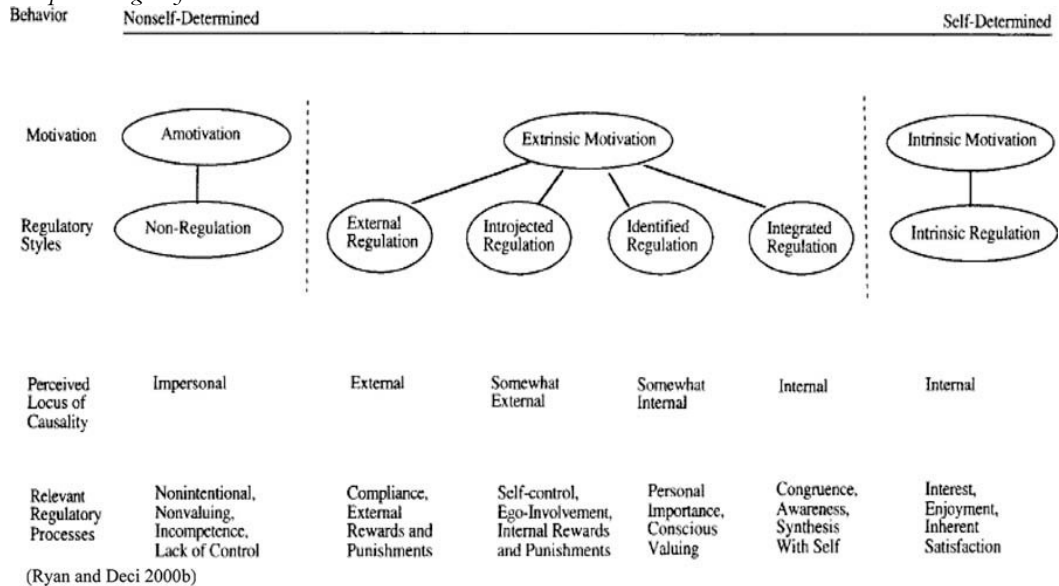 Behavior Nonself-Determined Self-Determined
Motivation Amotivation Extrinsic Motivation Intrinsic Motivation
Regulatory Styles Non-Regulation External Regulation Introjected Regulation Identified Regulation Integrated Regulation Intrinsic Regulation
Perceived Locus of Causality Impersonal External Somewhat External Somewhat Internal Internal Internal
Relevant Regulatory Processes
Nonintentional, Nonvaluing, Incompetence, Lack of Control
Compliance, External Rewards and Punishments
Self-control, Ego-Involvement, Internal Rewards and Punishments
Personal Importance, Conscious Valuing
Congruence, Awareness, Synthesis With Self
Interest, Enjoyment, Inherent Satisfaction
(Ryan and Deci 2000b)